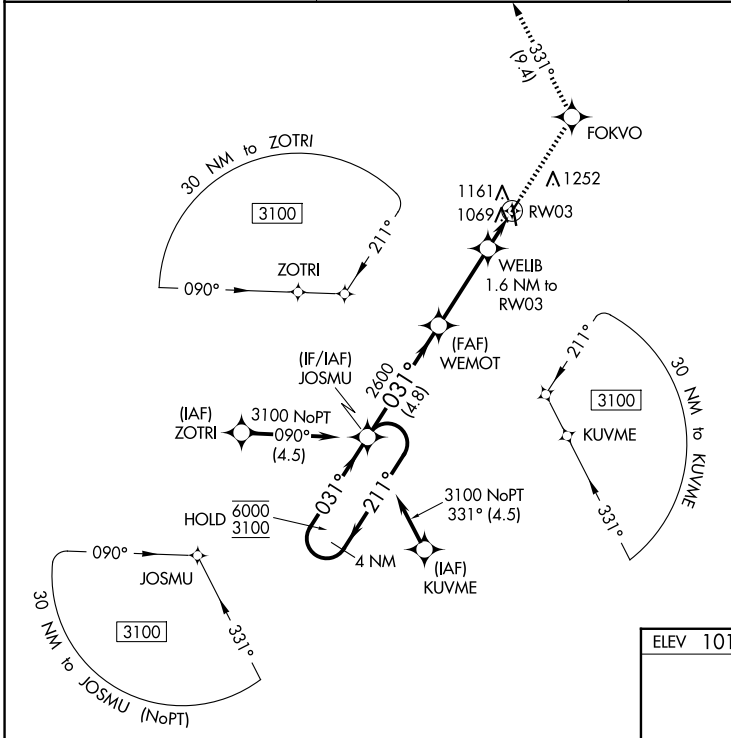 331°
(9.4)
FOKVO
30 NM to ZOTRI
1161
1252
3100
1069
RW03
211°
ZOTRI
090°
WELIB
1.6 NM to
RW03
(FAF)
WEMOT
(IF/IAF)
JOSMU
2600
031°
(4.8)
211°
30 NM to KUVME
3100
KUVME
331°
(IAF)
ZOTRI
3100 NoPT
090°
(4.5)
031°
211°
HOLD
6000
3100
4 NM
3100 NoPT
331° (4.5)
(IAF)
KUVME
090°
JOSMU
3100
331°
30 NM to JOSMU (NoPT)
ELEV 101